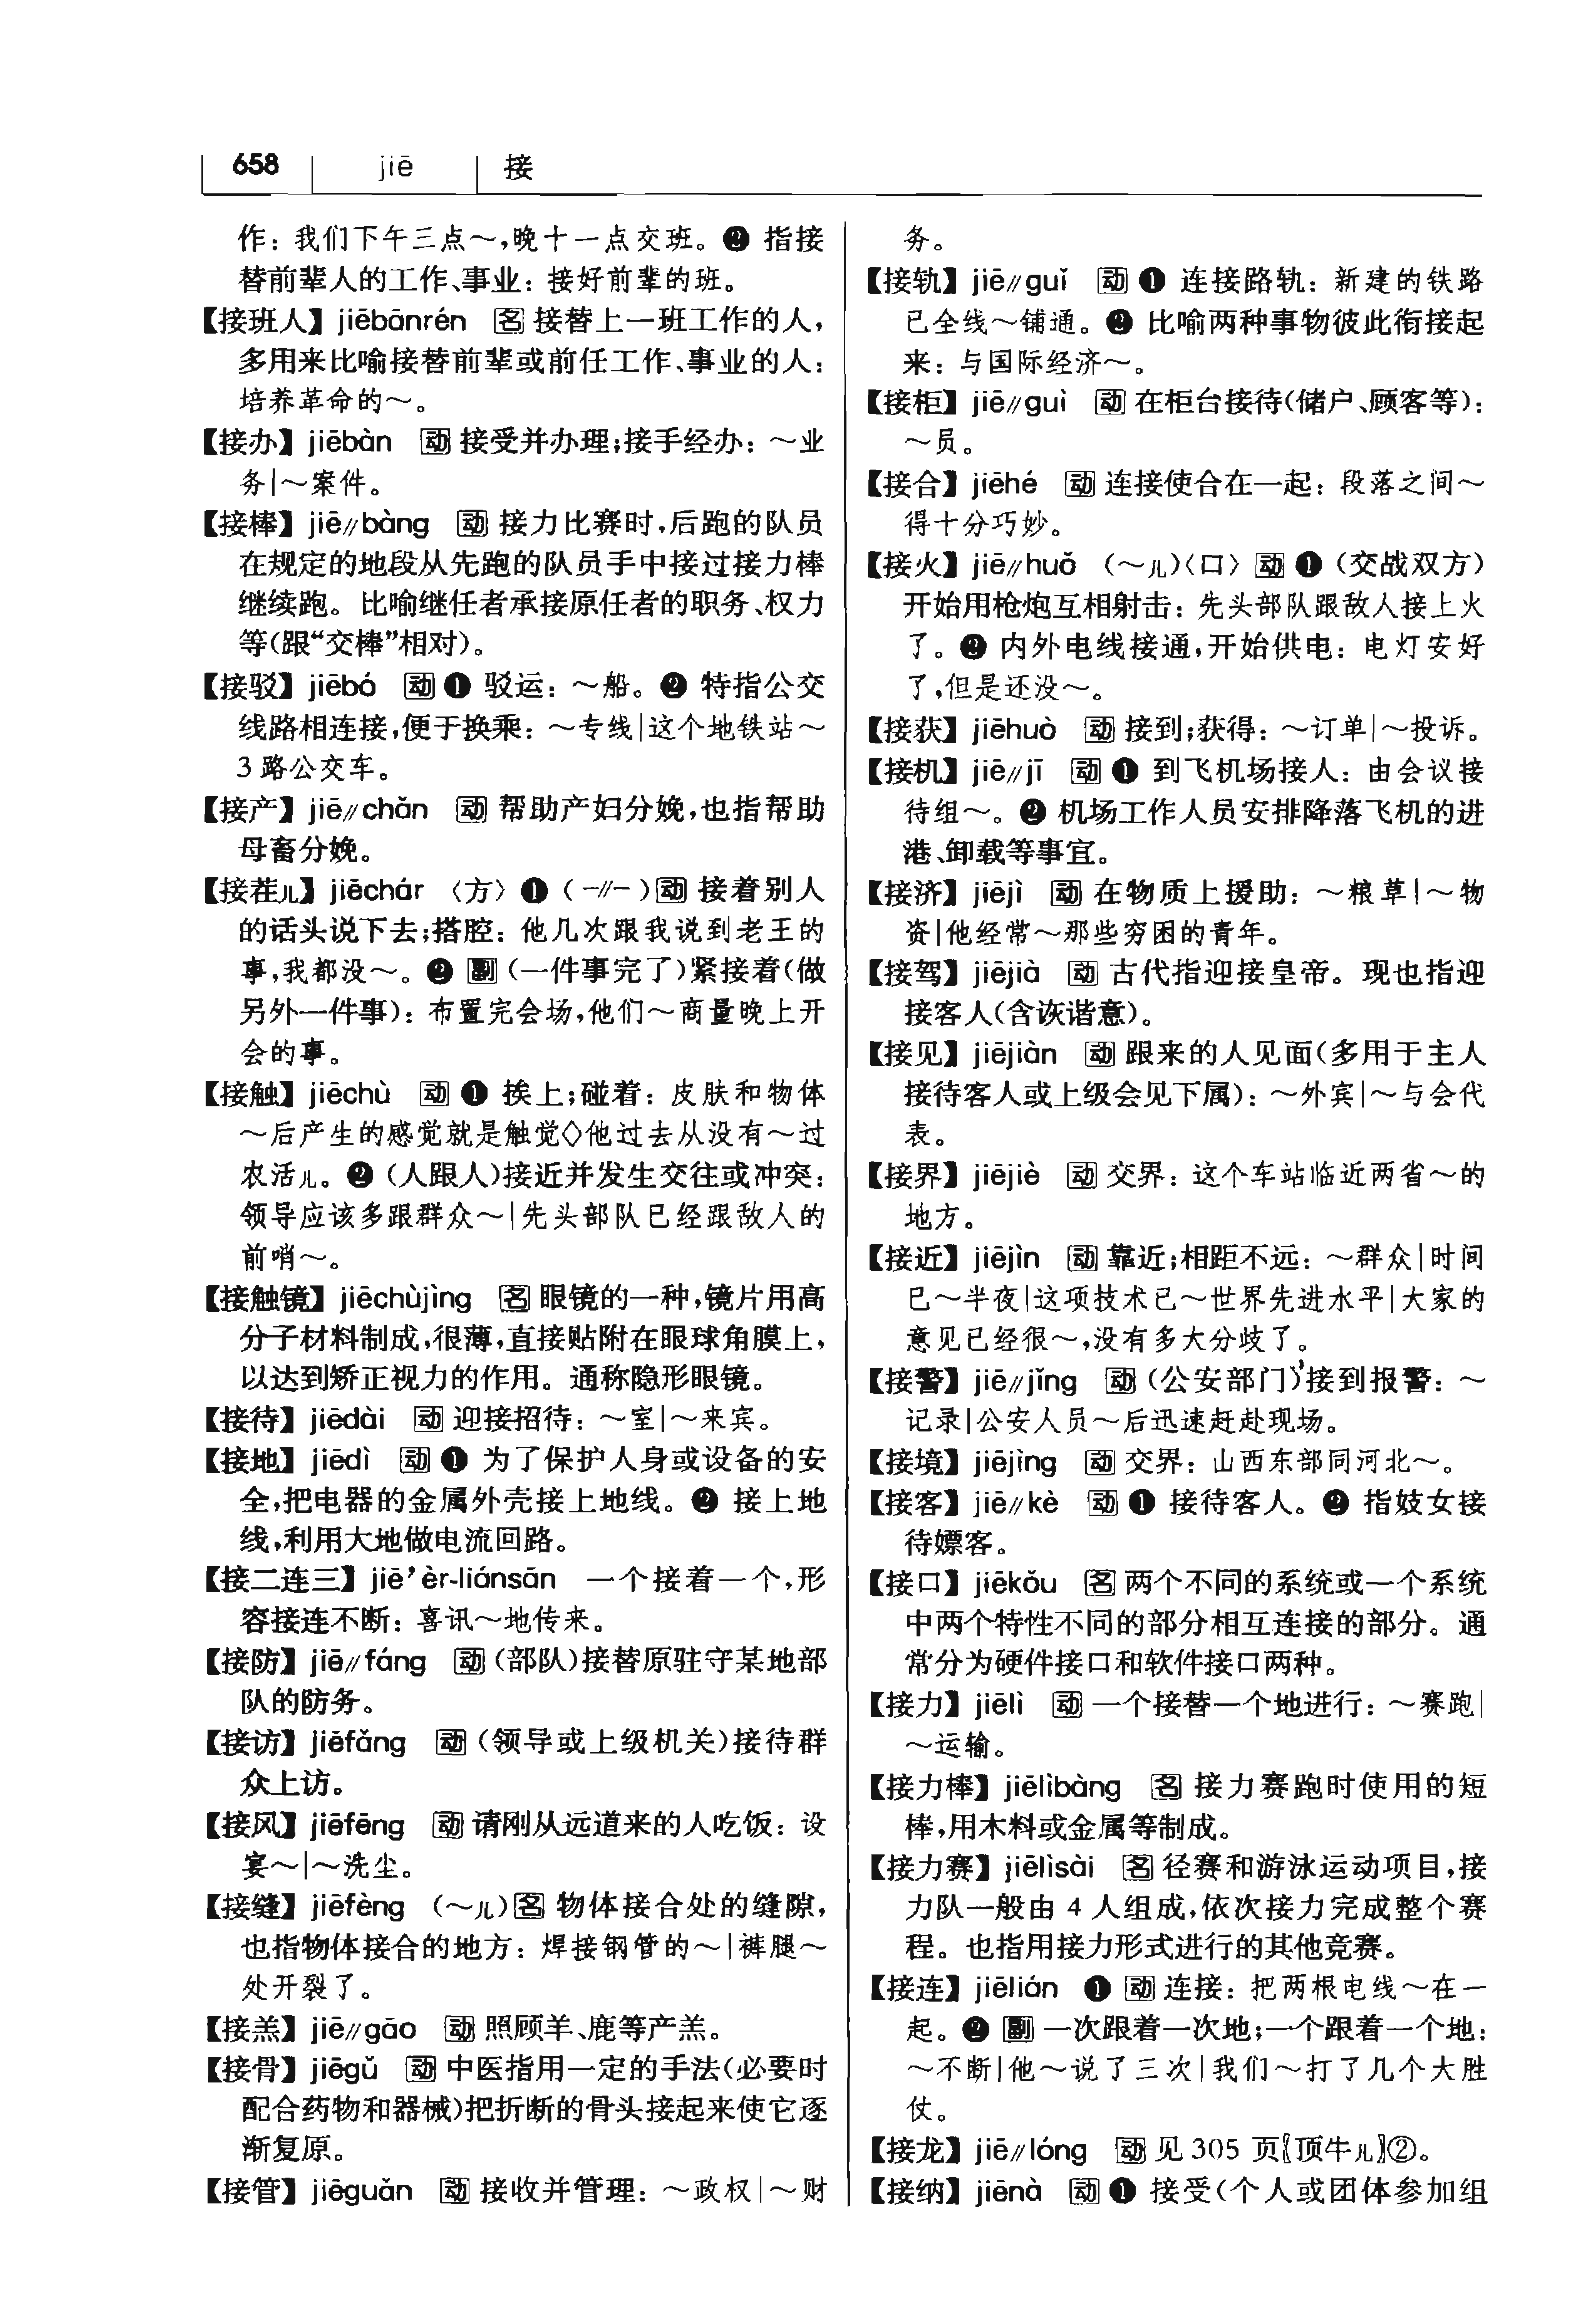 658 jiē 接
作：我们下午三点～，晚十一点交班。❷ 指接
替前辈人的工作、事业：接好前辈的班。
【接班人】jiēbānrén 名 接替上一班工作的人，
多用来比喻接替前辈或前任工作、事业的人：
培养革命的～。
【接办】jiēbàn 动 接受并办理；接手经办：～业
务|～案件。
【接棒】jiē//bàng 动 接力比赛时，后跑的队员
在规定的地段从先跑的队员手中接过接力棒
继续跑。比喻继任者承接原任者的职务、权力
等(跟“交棒”相对)。
【接驳】jiēbó 动 ❶ 驳运：～船。❷ 特指公交
线路相连接，便于换乘：～专线|这个地铁站～
3 路公交车。
【接产】jiē//chǎn 动 帮助产妇分娩，也指帮助
母畜分娩。
【接茬儿】jiēchár 〈方〉❶ (-//-)动 接着别人
的话头说下去；搭腔：他几次跟我说到老王的
事，我都没～。❷ 副 (一件事完了)紧接着(做
另外一件事)：布置完会场，他们～商量晚上开
会的事。
【接触】jiēchù 动 ❶ 挨上；碰着：皮肤和物体
～后产生的感觉就是触觉◇他过去从没有～过
农活儿。❷ (人跟人)接近并发生交往或冲突：
领导应该多跟群众～|先头部队已经跟敌人的
前哨～。
【接触镜】jiēchùjìng 名 眼镜的一种，镜片用高
分子材料制成，很薄，直接贴附在眼球角膜上，
以达到矫正视力的作用。通称隐形眼镜。
【接待】jiēdài 动 迎接招待：～室|～来宾。
【接地】jiēdì 动 ❶ 为了保护人身或设备的安
全，把电器的金属外壳接上地线。❷ 接上地
线，利用大地做电流回路。
【接二连三】jiē’èr-liánsān 一个接着一个，形
容接连不断：喜讯～地传来。
【接防】jiē//fáng 动 (部队)接替原驻守某地部
队的防务。
【接访】jiēfǎng 动 (领导或上级机关)接待群
众上访。
【接风】jiēfēng 动 请刚从远道来的人吃饭：设
宴～|～洗尘。
【接缝】jiēfèng (～儿)名 物体接合处的缝隙，
也指物体接合的地方：焊接钢管的～|裤腿～
处开裂了。
【接羔】jiē//gāo 动 照顾羊、鹿等产羔。
【接骨】jiēgǔ 动 中医指用一定的手法(必要时
配合药物和器械)把折断的骨头接起来使它逐
渐复原。
【接管】jiēguǎn 动 接收并管理：～政权|～财
务。
【接轨】jiē//guǐ 动 ❶ 连接路轨：新建的铁路
已全线～铺通。❷ 比喻两种事物彼此衔接起
来：与国际经济～。
【接柜】jiē//guì 动 在柜台接待(储户、顾客等)：
～员。
【接合】jiēhé 动 连接使合在一起：段落之间～
得十分巧妙。
【接火】jiē//huǒ (～儿)〈口〉动 ❶ (交战双方)
开始用枪炮互相射击：先头部队跟敌人接上火
了。❷ 内外电线接通，开始供电：电灯安好
了，但是还没～。
【接获】jiēhuò 动 接到；获得：～订单|～投诉。
【接机】jiē//jī 动 ❶ 到飞机场接人：由会议接
待组～。❷ 机场工作人员安排降落飞机的进
港、卸载等事宜。
【接济】jiējì 动 在物质上援助：～粮草|～物
资|他经常～那些穷困的青年。
【接驾】jiējià 动 古代指迎接皇帝。现也指迎
接客人(含诙谐意)。
【接见】jiējiàn 动 跟来的人见面(多用于主人
接待客人或上级会见下属)：～外宾|～与会代
表。
【接界】jiējiè 动 交界：这个车站临近两省～的
地方。
【接近】jiējìn 动 靠近；相距不远：～群众|时间
已～半夜|这项技术已～世界先进水平|大家的
意见已经很～，没有多大分歧了。
【接警】jiē//jǐng 动 (公安部门)接到报警：～
记录|公安人员～后迅速赶赴现场。
【接境】jiējìng 动 交界：山西东部同河北～。
【接客】jiē//kè 动 ❶ 接待客人。❷ 指妓女接
待嫖客。
【接口】jiēkǒu 名 两个不同的系统或一个系统
中两个特性不同的部分相互连接的部分。通
常分为硬件接口和软件接口两种。
【接力】jiēlì 动 一个接替一个地进行：～赛跑|
～运输。
【接力棒】jiēlìbàng 名 接力赛跑时使用的短
棒，用木料或金属等制成。
【接力赛】jiēlìsài 名 径赛和游泳运动项目，接
力队一般由 4 人组成，依次接力完成整个赛
程。也指用接力形式进行的其他竞赛。
【接连】jiēlián ❶ 动 连接：把两根电线～在一
起。❷ 副 一次跟着一次地；一个跟着一个地：
～不断|他～说了三次|我们～打了几个大胜
仗。
【接龙】jiē//lóng 动 见 305 页〖顶牛儿〗②。
【接纳】jiēnà 动 ❶ 接受(个人或团体参加组